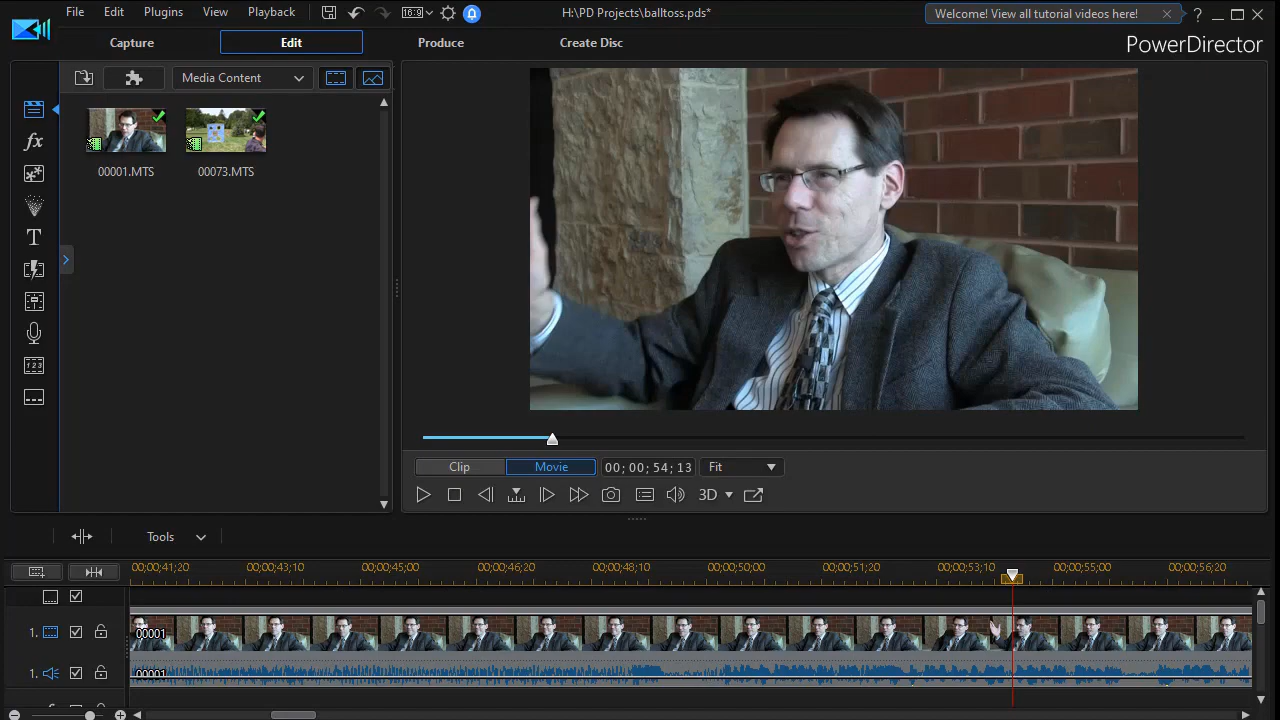 File Edit Plugins View Playback 16:9 H:\PD Projects\balltoss.pds* Welcome! View all tutorial videos here! ?
Capture Edit Produce Create Disc PowerDirector
Media Content
fx
00001.MTS 00073.MTS
T
Clip Movie 00; 00; 54; 13 Fit
3D
Tools
00;00;41;20 00;00;43;10 00;00;45;00 00;00;46;20 00;00;48;10 00;00;50;00 00;00;51;20 00;00;53;10 00;00;55;00 00;00;56;20
1. 00001
1. 00001